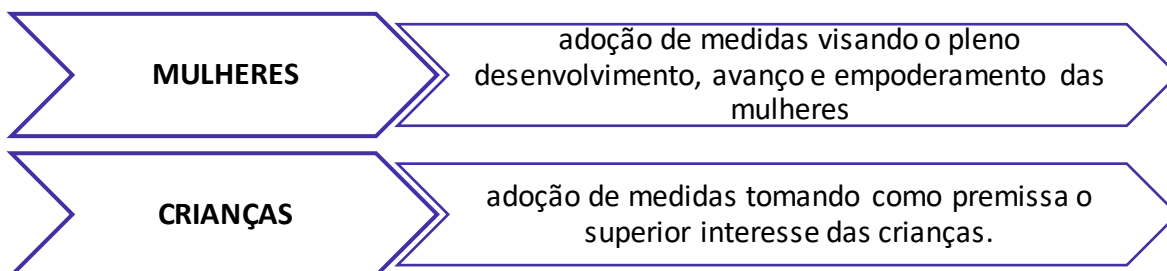 MULHERES
adoção de medidas visando o pleno
desenvolvimento, avanço e empoderamento das
mulheres
CRIANÇAS
adoção de medidas tomando como premissa o
superior interesse das crianças.